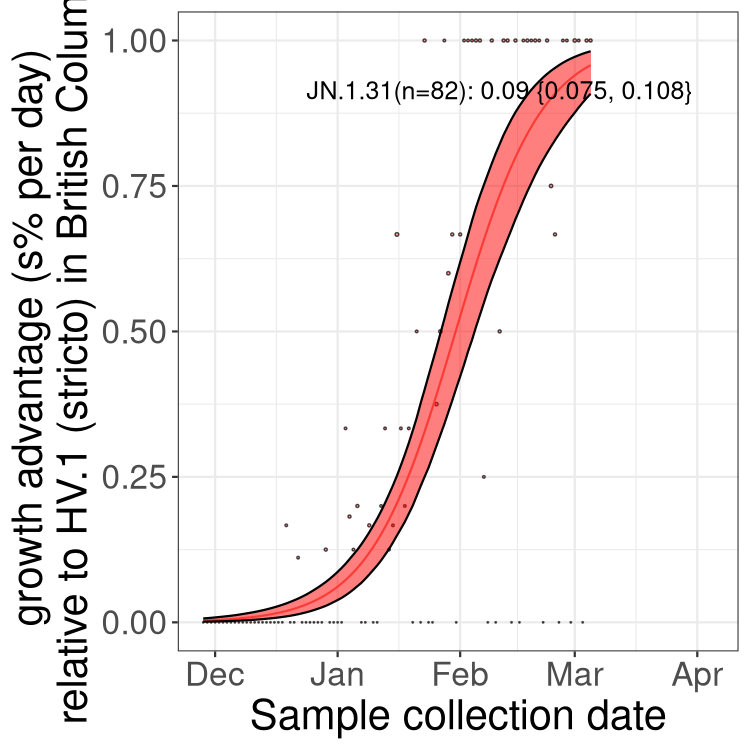 growth advantage (s% per day)
relative to HV.1 (stricto) in British Colum
1.00
0.75
0.50
0.25
0.00
JN.1.31(n=82): 0.09 {0.075, 0.108}
Dec Jan Feb Mar Apr
Sample collection date